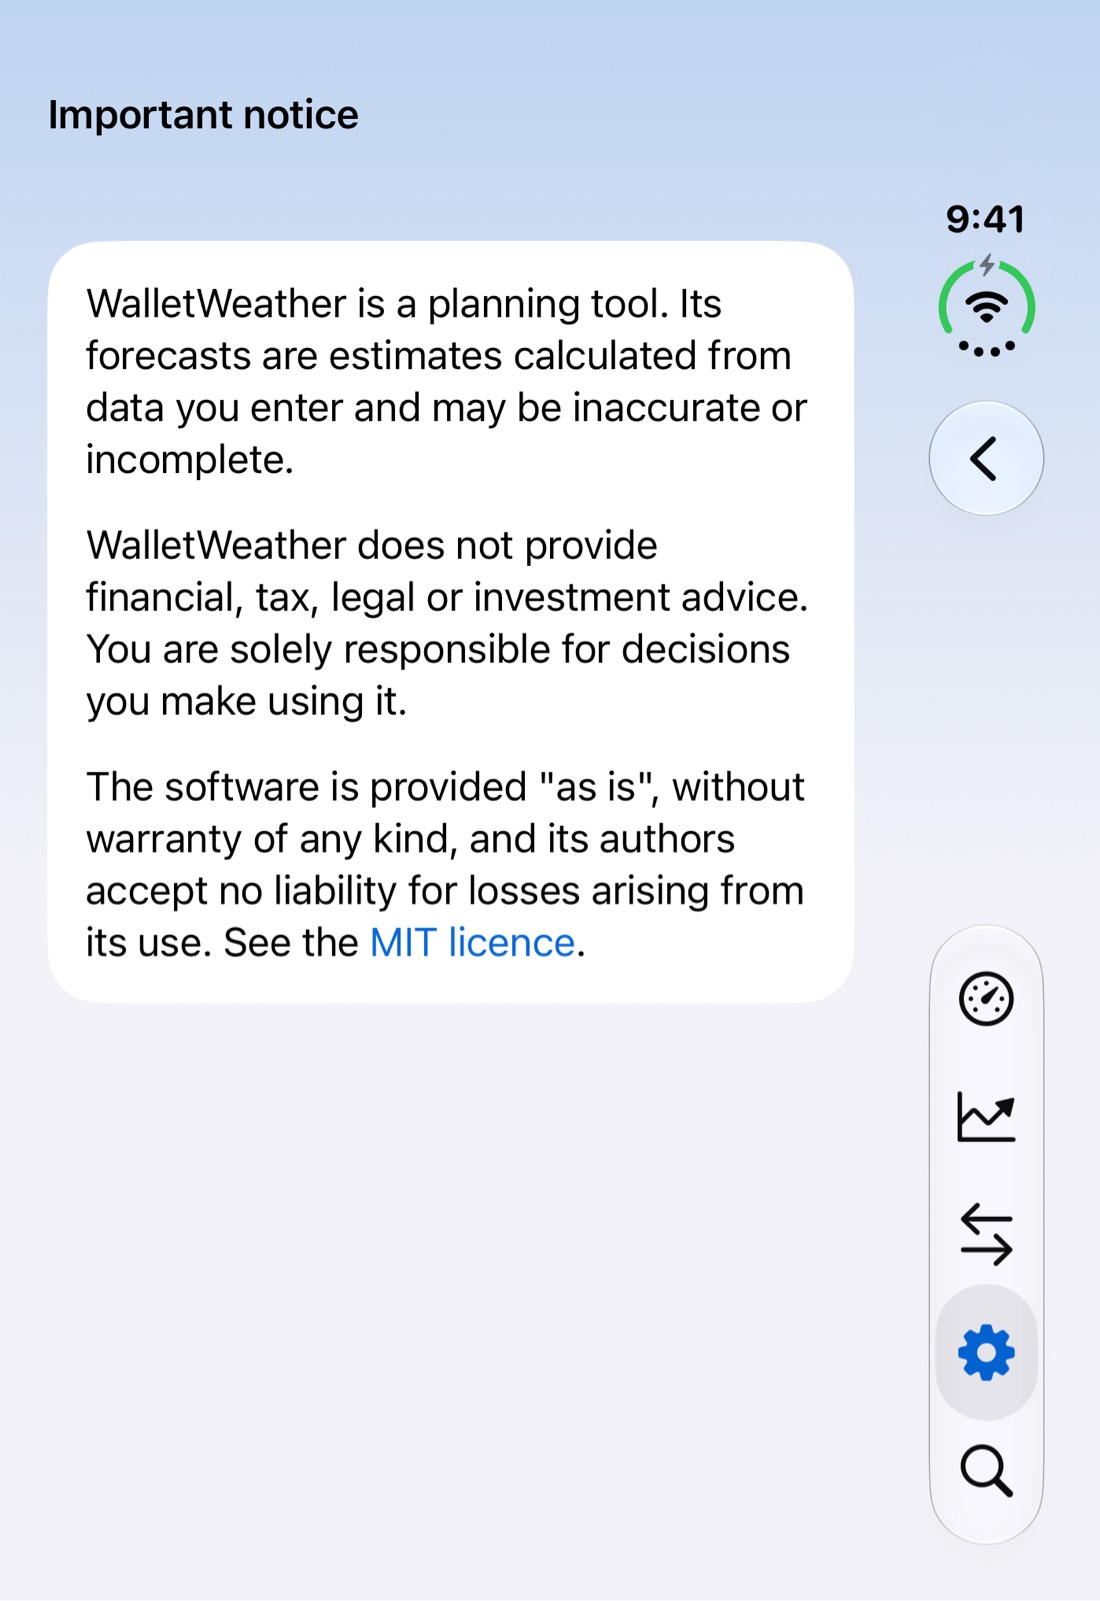 Important notice
9:41
WalletWeather is a planning tool. Its
forecasts are estimates calculated from
data you enter and may be inaccurate or
incomplete.
WalletWeather does not provide
financial, tax, legal or investment advice.
You are solely responsible for decisions
you make using it.
The software is provided "as is", without
warranty of any kind, and its authors
accept no liability for losses arising from
its use. See the MIT licence.